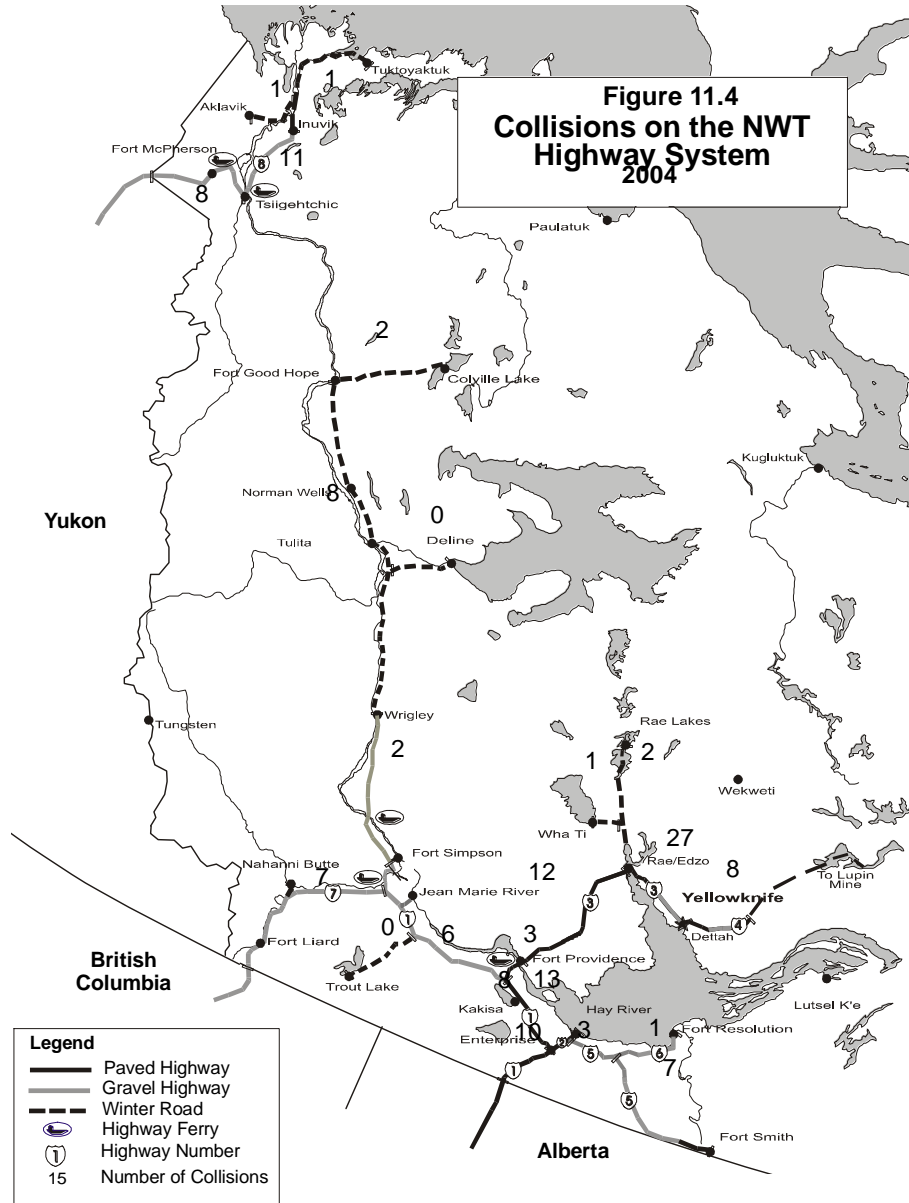 Figure 11.4
Collisions on the NWT
Highway System
2004
Tuktoyaktuk
1
1
Aklavik
Inuvik
Fort McPherson
8
11
8
Tsiigehtchic
Paulatuk
2
Fort Good Hope
Colville Lake
Kugluktuk
Norman Wells
8
0
Yukon
Tulita
Deline
Tungsten
Wrigley
Rae Lakes
2
1
2
Wekweti
Wha Ti
27
Fort Simpson
Rae/Edzo
Nahanni Butte
7
12
8
To Lupin
Mine
7
Jean Marie River
3
3
Yellowknife
1
0
6
3
4
Dettah
Fort Liard
Fort Providence
British
Columbia
Trout Lake
8
13
Kakisa
Hay River
Lutsel K'e
1
10
3
1
Fort Resolution
Enterprise
2
5
6
7
1
5
Legend
Paved Highway
Gravel Highway
Winter Road
Highway Ferry
1
Highway Number
15
Number of Collisions
Alberta
Fort Smith